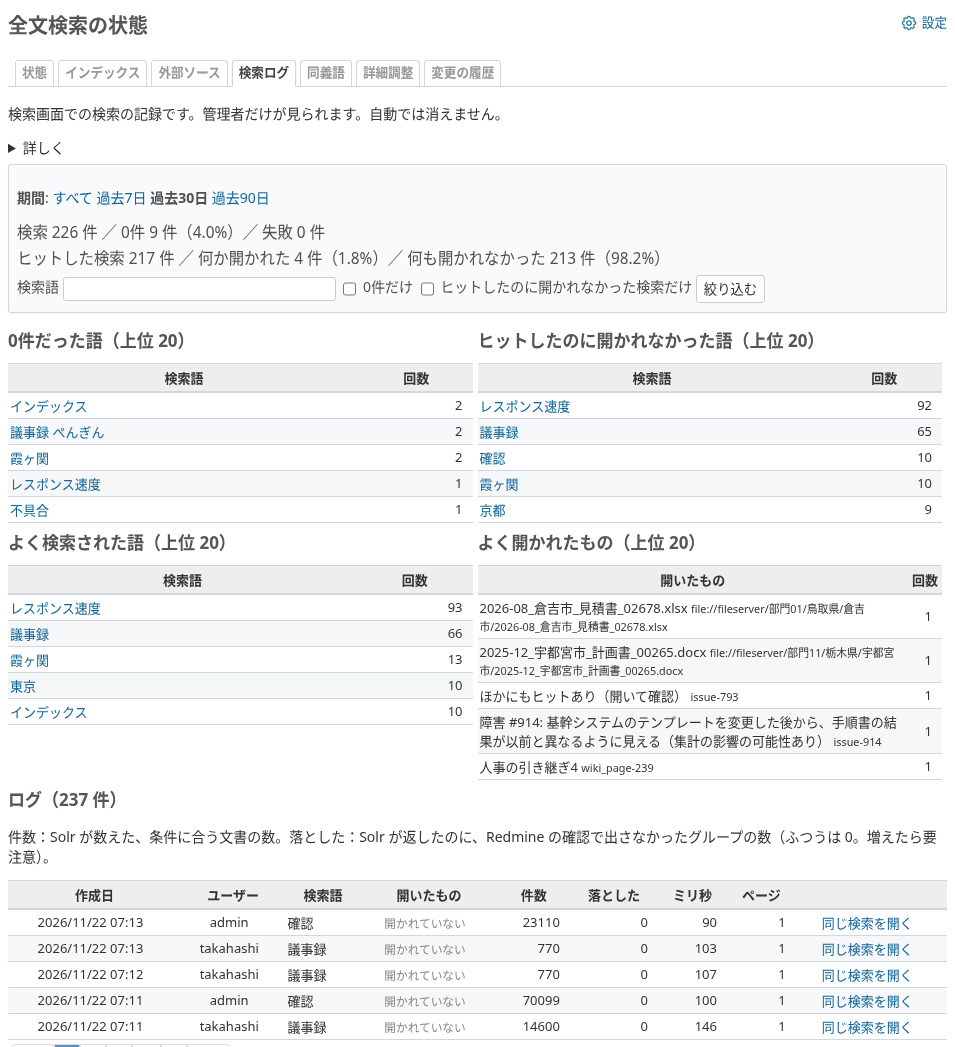 全文検索の状態
設定
状態 インデックス 外部ソース 検索ログ 同義語 詳細調整 変更の履歴
検索画面での検索の記録です。管理者だけが見られます。自動では消えません。
▶ 詳しく
期間: すべて 過去7日 過去30日 過去90日
検索 226 件 ／ 0件 9 件（4.0%）／ 失敗 0 件
ヒットした検索 217 件 ／ 何か開かれた 4 件（1.8%）／ 何も開かれなかった 213 件（98.2%）
検索語 0件だけ ヒットしたのに開かれなかった検索だけ 絞り込む
0件だった語（上位 20）
検索語 回数
インデックス 2
議事録 ぺんぎん 2
霞ヶ関 2
レスポンス速度 1
不具合 1
ヒットしたのに開かれなかった語（上位 20）
検索語 回数
レスポンス速度 92
議事録 65
確認 10
霞ヶ関 10
京都 9
よく検索された語（上位 20）
検索語 回数
レスポンス速度 93
議事録 66
霞ヶ関 13
東京 10
インデックス 10
よく開かれたもの（上位 20）
開いたもの 回数
2026-08_倉吉市_見積書_02678.xlsx file://fileserver/部門01/鳥取県/倉吉
市/2026-08_倉吉市_見積書_02678.xlsx 1
2025-12_宇都宮市_計画書_00265.docx file://fileserver/部門11/栃木県/宇都宮
市/2025-12_宇都宮市_計画書_00265.docx 1
ほかにもヒットあり（開いて確認） issue-793 1
障害 #914: 基幹システムのテンプレートを変更した後から、手順書の結
果が以前と異なるように見える（集計の影響の可能性あり） issue-914 1
人事の引き継ぎ4 wiki_page-239 1
ログ（237 件）
件数：Solr が数えた、条件に合う文書の数。落とした：Solr が返したのに、Redmine の確認で出さなかったグループの数（ふつうは 0。増えたら要
注意）。
作成日 ユーザー 検索語 開いたもの 件数 落とした ミリ秒 ページ
2026/11/22 07:13 admin 確認 開かれていない 23110 0 90 1 同じ検索を開く
2026/11/22 07:13 takahashi 議事録 開かれていない 770 0 103 1 同じ検索を開く
2026/11/22 07:12 takahashi 議事録 開かれていない 770 0 107 1 同じ検索を開く
2026/11/22 07:11 admin 確認 開かれていない 70099 0 100 1 同じ検索を開く
2026/11/22 07:11 takahashi 議事録 開かれていない 14600 0 146 1 同じ検索を開く